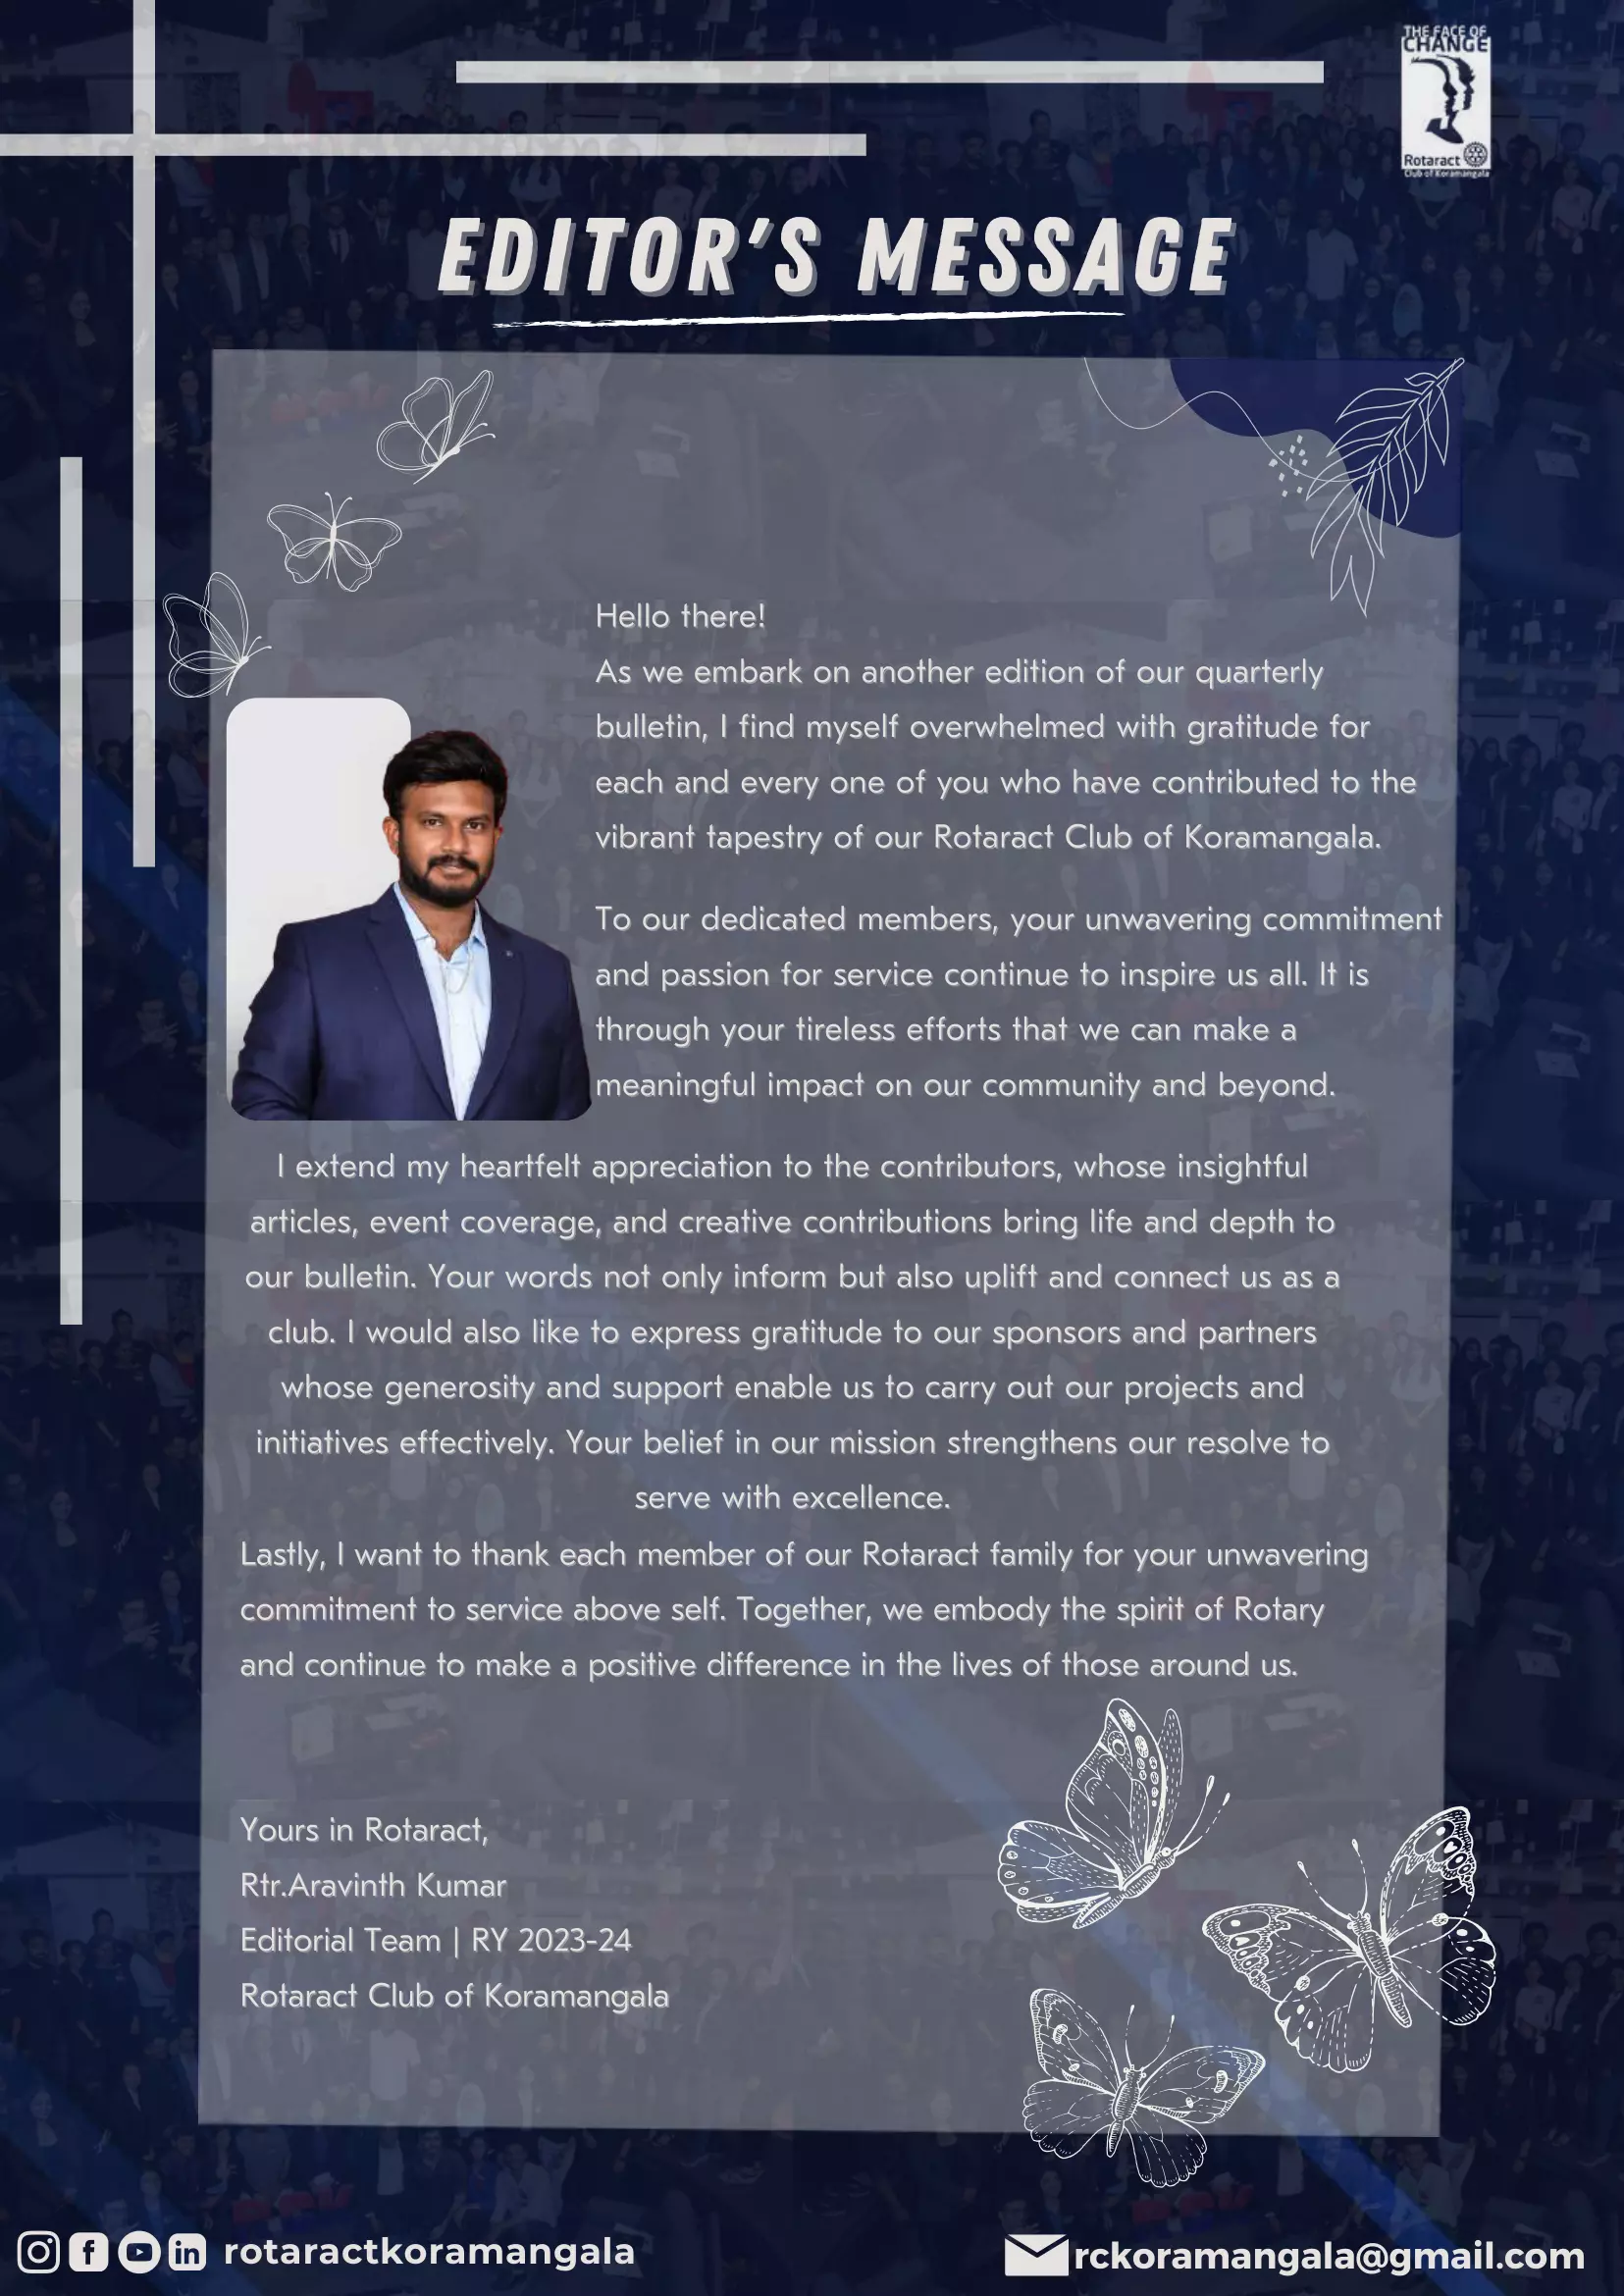 THE FACE OF
CHANGE
Rotaract
Club of Koramangala
EDITOR'S MESSAGE
Hello there!
As we embark on another edition of our quarterly
bulletin, I find myself overwhelmed with gratitude for
each and every one of you who have contributed to the
vibrant tapestry of our Rotaract Club of Koramangala.
To our dedicated members, your unwavering commitment
and passion for service continue to inspire us all. It is
through your tireless efforts that we can make a
meaningful impact on our community and beyond.
I extend my heartfelt appreciation to the contributors, whose insightful
articles, event coverage, and creative contributions bring life and depth to
our bulletin. Your words not only inform but also uplift and connect us as a
club. I would also like to express gratitude to our sponsors and partners
whose generosity and support enable us to carry out our projects and
initiatives effectively. Your belief in our mission strengthens our resolve to
serve with excellence.
Lastly, I want to thank each member of our Rotaract family for your unwavering
commitment to service above self. Together, we embody the spirit of Rotary
and continue to make a positive difference in the lives of those around us.
Yours in Rotaract,
Rtr.Aravinth Kumar
Editorial Team | RY 2023-24
Rotaract Club of Koramangala
rotaractkoramangala
rckoramangala@gmail.com